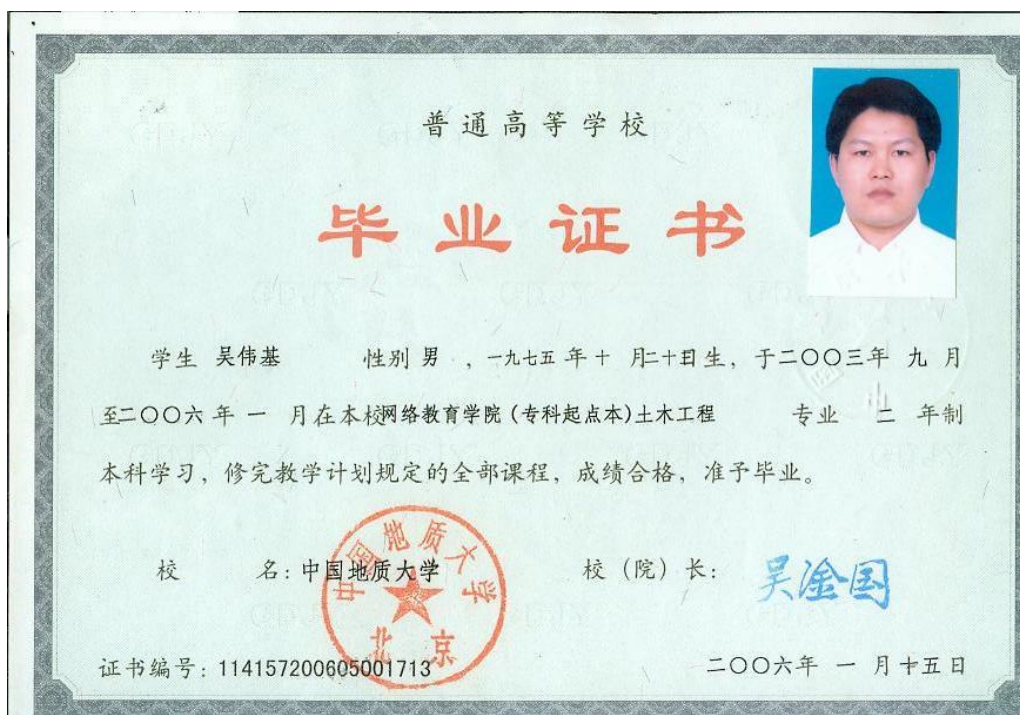 普通高等学校
毕业证书
学生 吴伟基 性别 男 ，一九七五 年 十 月二十日生，于二〇〇三年 九 月
至二〇〇六 年 一 月在本校网络教育学院(专科起点本)土木工程 专业 二 年制
本科学习，修完教学计划规定的全部课程，成绩合格，准予毕业。
校 名：中国地质大学 校（院）长：吴淦国
中国地质大学
北京
证书编号：114157200605001713 二〇〇六年 一 月十五日